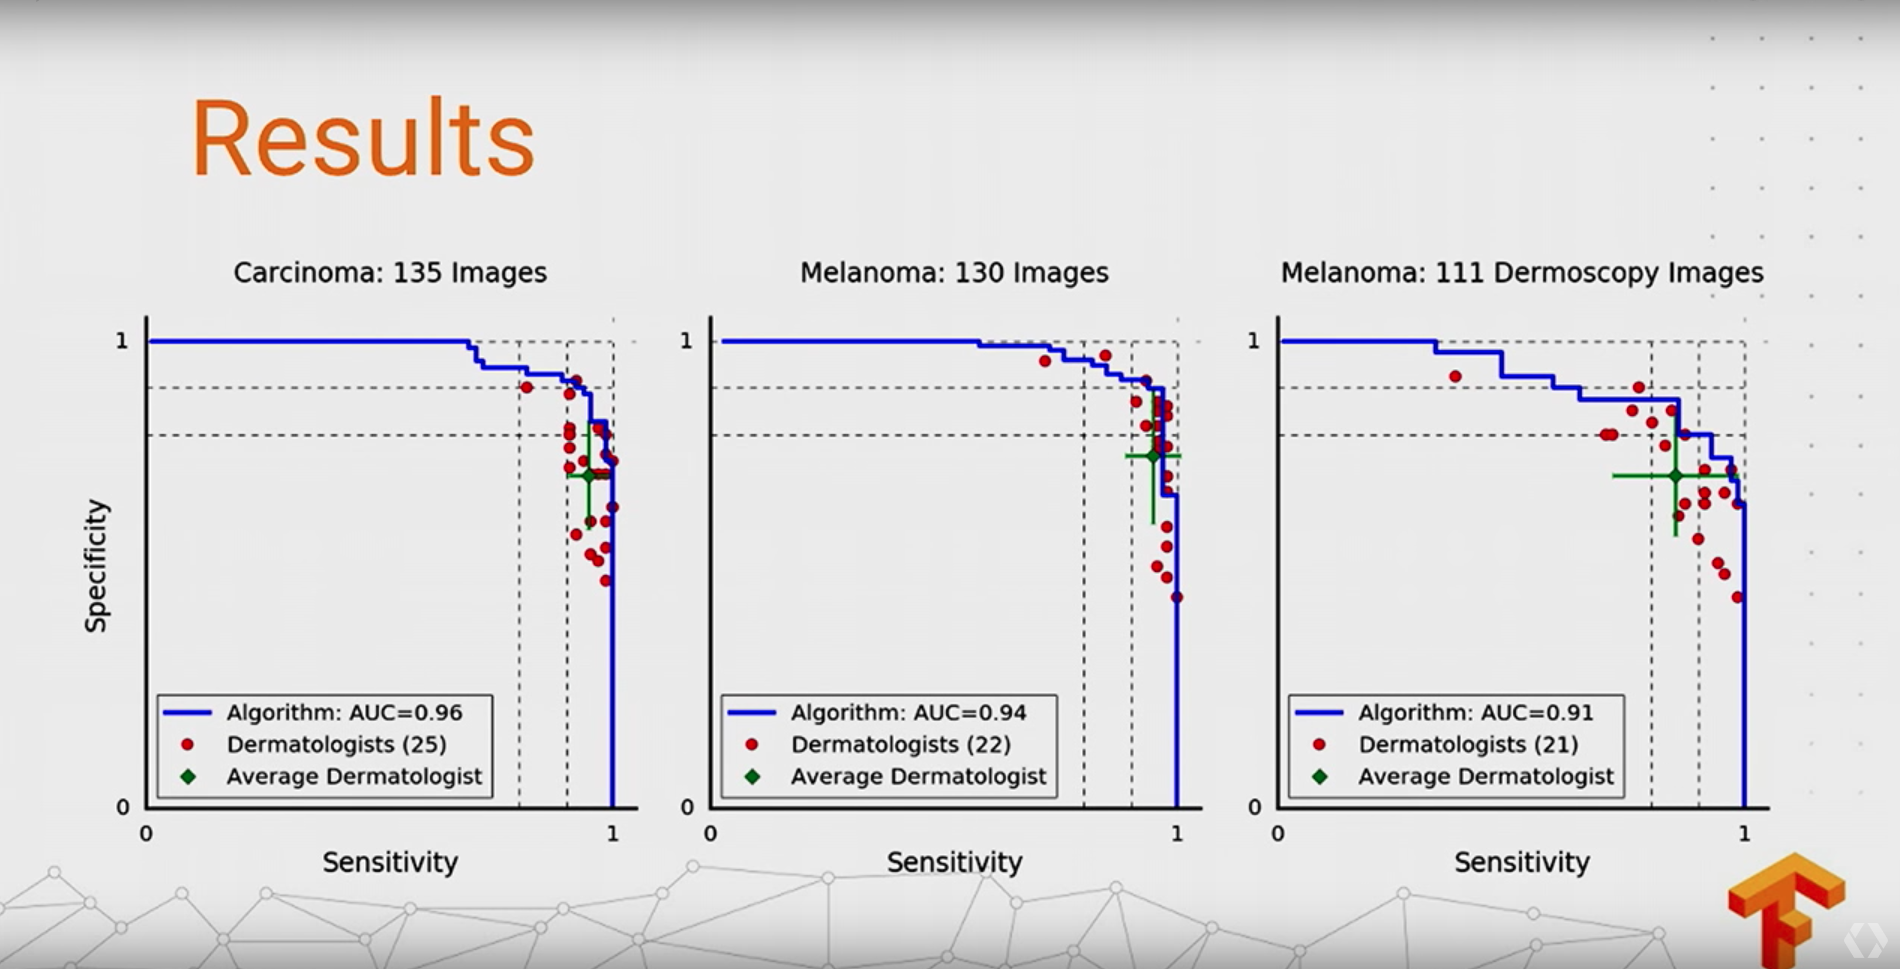 Results
Carcinoma: 135 Images
Melanoma: 130 Images
Melanoma: 111 Dermoscopy Images
Specificity
1
0
0
1
Sensitivity
Algorithm: AUC=0.96
Dermatologists (25)
Average Dermatologist
1
0
0
1
Sensitivity
Algorithm: AUC=0.94
Dermatologists (22)
Average Dermatologist
1
0
0
1
Sensitivity
Algorithm: AUC=0.91
Dermatologists (21)
Average Dermatologist